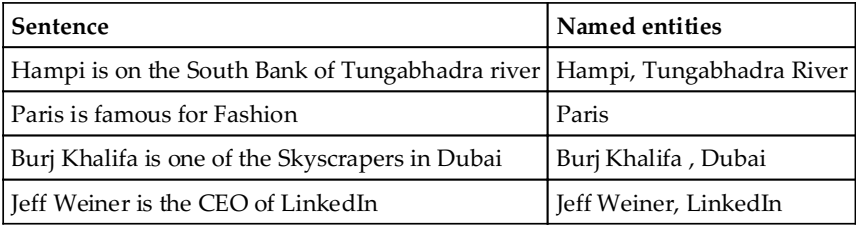 Sentence Named entities
Hampi is on the South Bank of Tungabhadra river Hampi, Tungabhadra River
Paris is famous for Fashion Paris
Burj Khalifa is one of the Skyscrapers in Dubai Burj Khalifa , Dubai
Jeff Weiner is the CEO of LinkedIn Jeff Weiner, LinkedIn